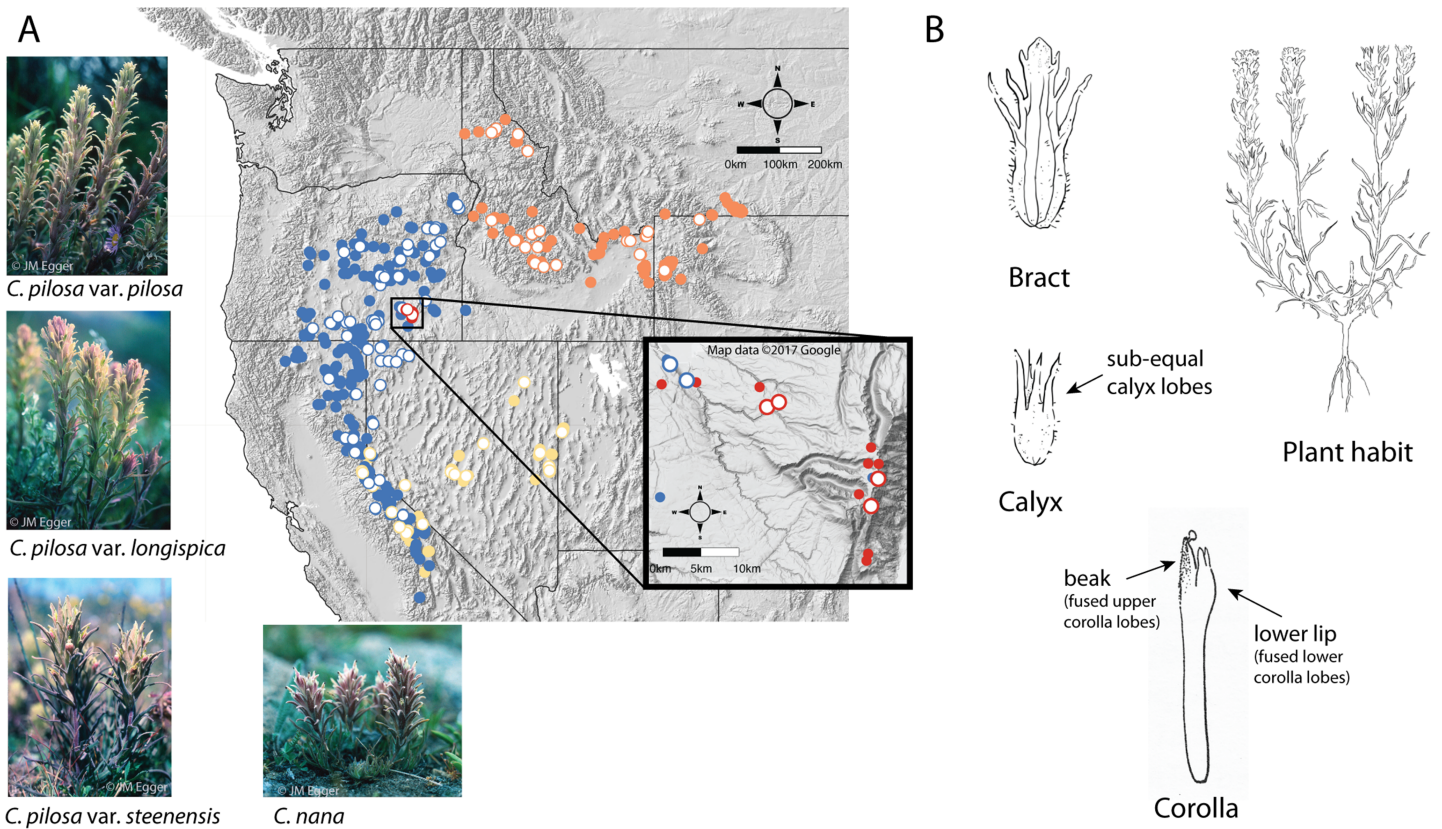 A
© JM Egger
C. pilosa var. pilosa
© JM Egger
C. pilosa var. longispica
© JM Egger
C. pilosa var. steenensis
© JM Egger
C. nana
N
W
E
S
0km
100km
200km
Map data ©2017 Google
N
W
E
S
0km
5km
10km
B
Bract
sub-equal
calyx lobes
Calyx
Plant habit
beak
(fused upper
corolla lobes)
lower lip
(fused lower
corolla lobes)
Corolla